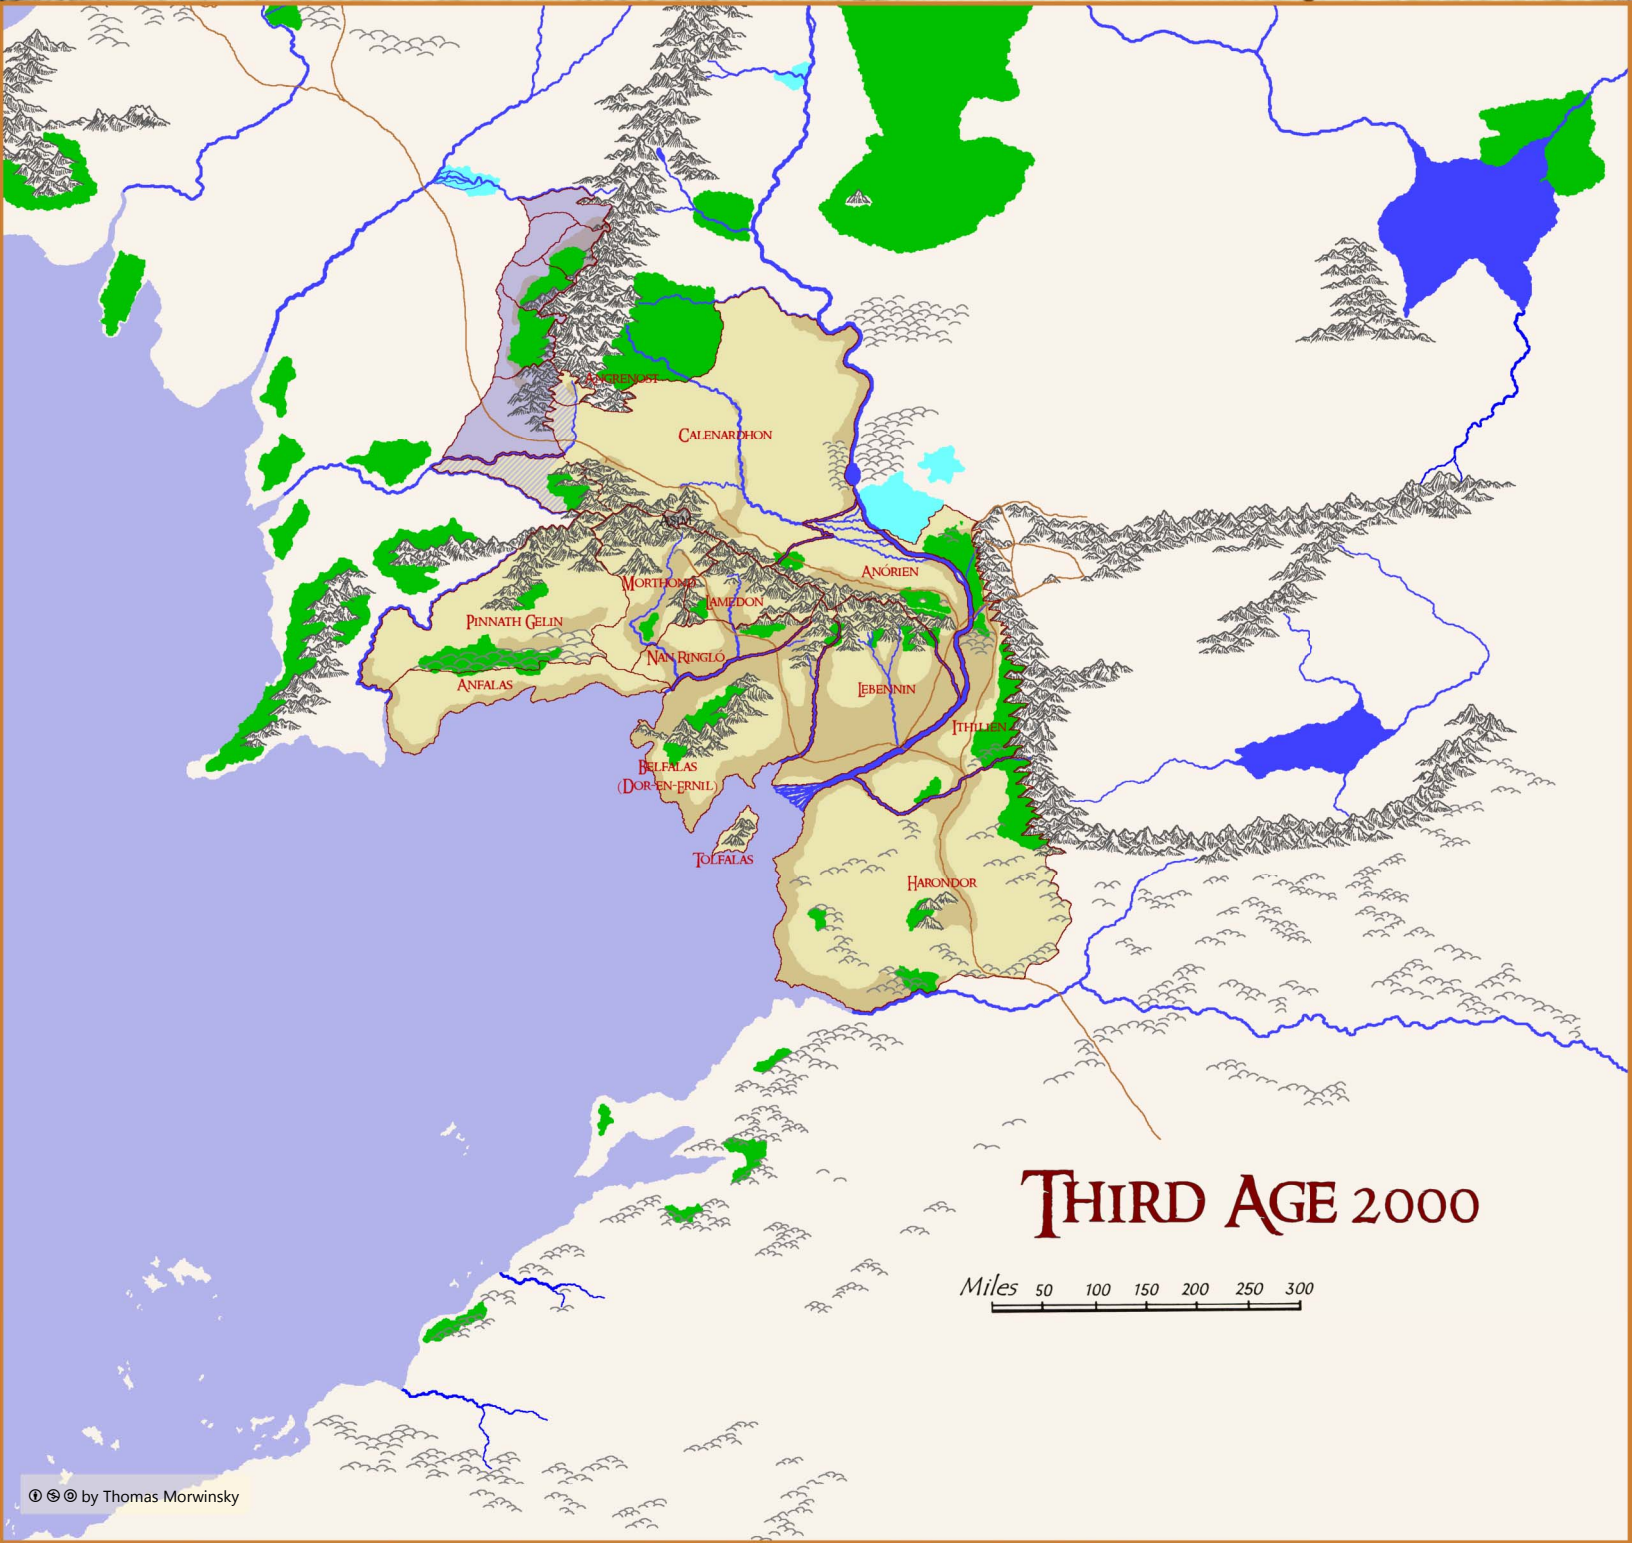 Angrenost
Calenardhon
Anórien
Morthond
Lamedon
Pinnath Gelin
Nan Ringló
Anfalas
Lebennin
Ithilien
Belfalas
(Dor-en-Ernil)
Tolfalas
Harondor
Third Age 2000
Miles 50 100 150 200 250 300
by Thomas Morwinsky